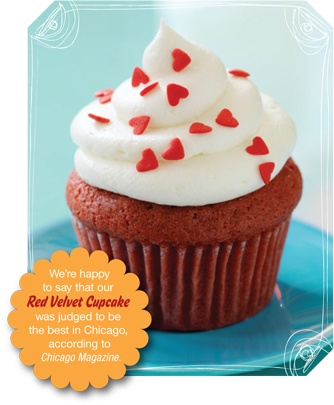 We're happy
to say that our
Red Velvet Cupcake
was judged to be
the best in Chicago,
according to
Chicago Magazine.